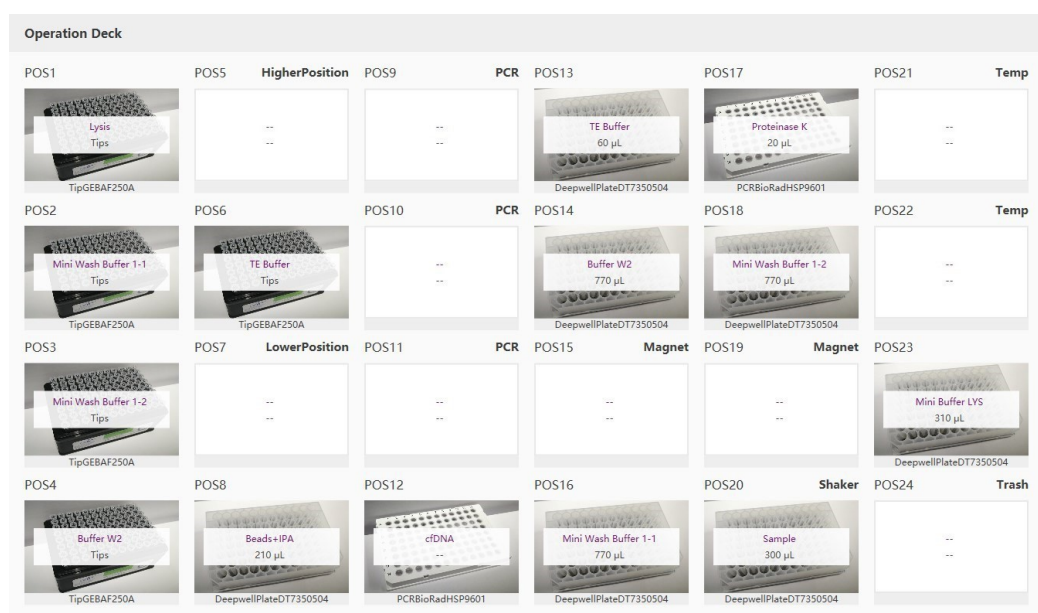 Operation Deck
POS1
POS5 HigherPosition
POS9 PCR
POS13
POS17
POS21 Temp
Lysis
Tips
TipGEBAF250A
--
--
--
--
TE Buffer
60 µL
DeepwellPlateDT7350504
Proteinase K
20 µL
PCRBioRadHSP9601
--
--
POS2
POS6
POS10 PCR
POS14
POS18
POS22 Temp
Mini Wash Buffer 1-1
Tips
TipGEBAF250A
TE Buffer
Tips
TipGEBAF250A
--
--
Buffer W2
770 µL
DeepwellPlateDT7350504
Mini Wash Buffer 1-2
770 µL
DeepwellPlateDT7350504
--
--
POS3
POS7 LowerPosition
POS11 PCR
POS15 Magnet
POS19 Magnet
POS23
Mini Wash Buffer 1-2
Tips
TipGEBAF250A
--
--
--
--
--
--
--
--
Mini Buffer LYS
310 µL
DeepwellPlateDT7350504
POS4
POS8
POS12
POS16
POS20 Shaker
POS24 Trash
Buffer W2
Tips
TipGEBAF250A
Beads+IPA
210 µL
DeepwellPlateDT7350504
cfDNA
--
PCRBioRadHSP9601
Mini Wash Buffer 1-1
770 µL
DeepwellPlateDT7350504
Sample
300 µL
DeepwellPlateDT7350504
--
--